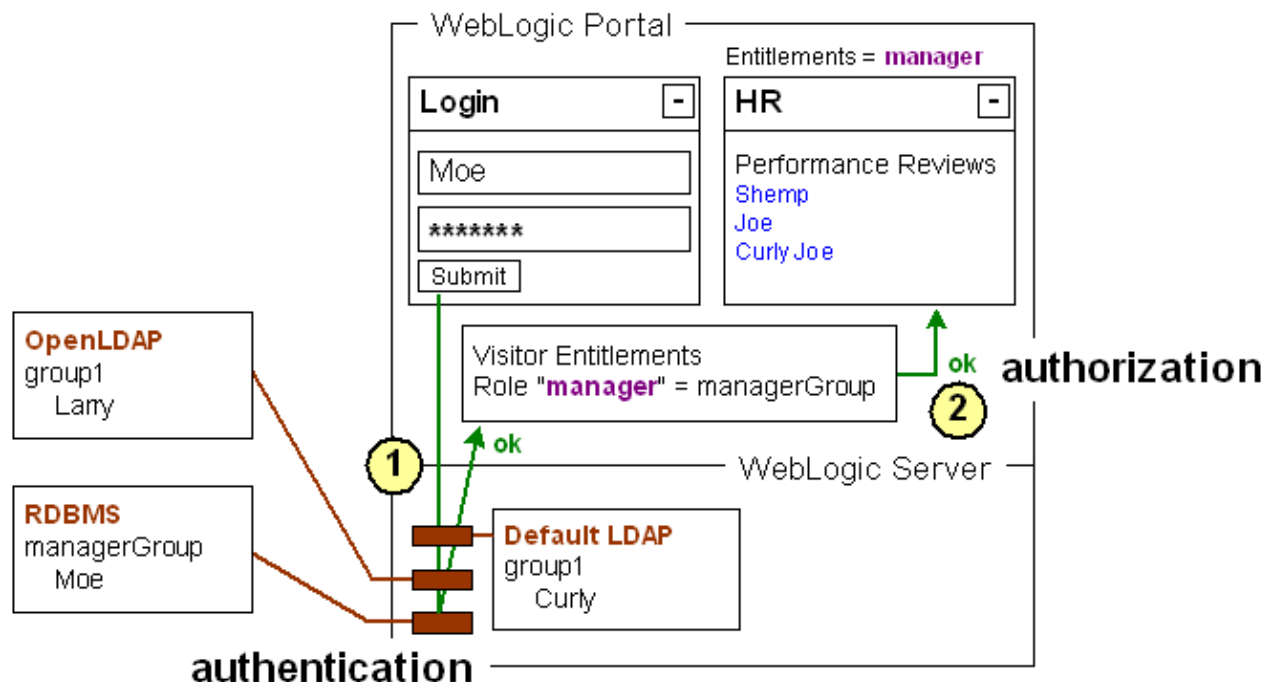 WebLogic Portal
Entitlements = manager
Login
-
HR
-
Moe
*******
Submit
Performance Reviews
Shemp
Joe
Curly Joe
OpenLDAP
group1
Larry
Visitor Entitlements
Role "manager" = managerGroup
ok
authorization
2
ok
1
WebLogic Server
RDBMS
managerGroup
Moe
Default LDAP
group1
Curly
authentication